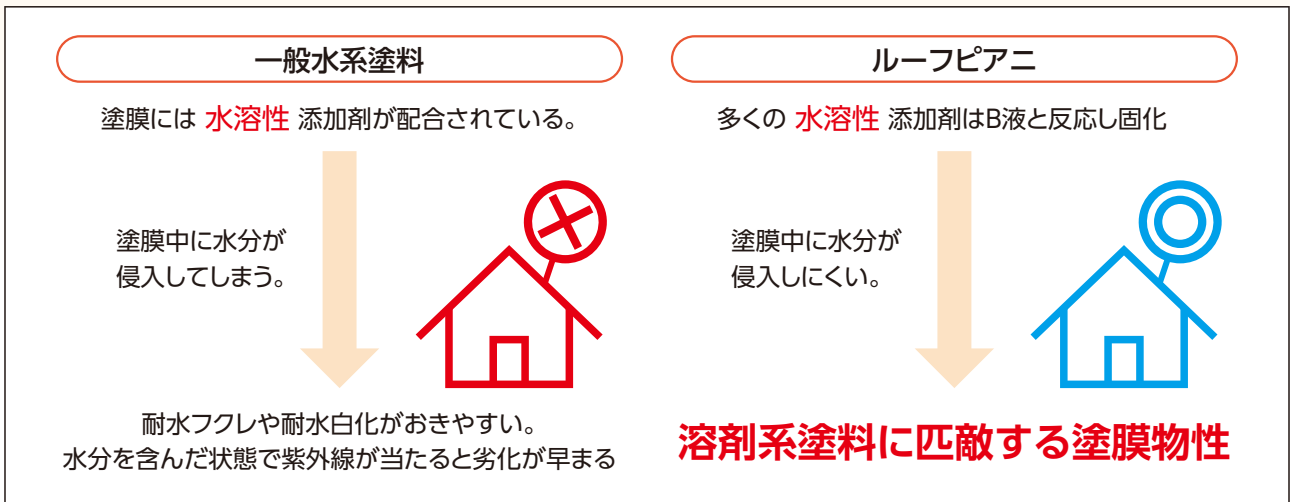 一般水系塗料
塗膜には 水溶性 添加剤が配合されている。
塗膜中に水分が
侵入してしまう。
耐水フクレや耐水白化がおきやすい。
水分を含んだ状態で紫外線が当たると劣化が早まる
ルーフピアニ
多くの 水溶性 添加剤はB液と反応し固化
塗膜中に水分が
侵入しにくい。
溶剤系塗料に匹敵する塗膜物性